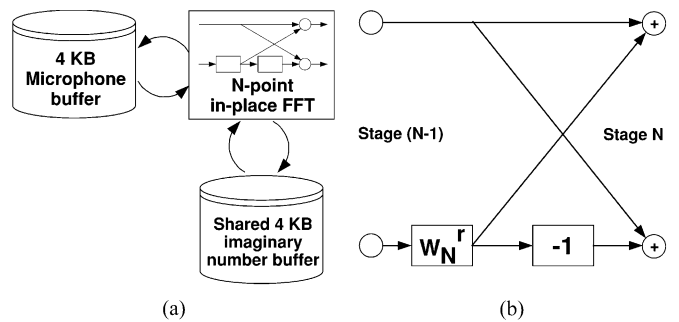 4 KB
Microphone
buffer
N-point
in-place FFT
Shared 4 KB
imaginary
number buffer
(a)
Stage (N-1)
Stage N
W_N^r
-1
+
+
(b)